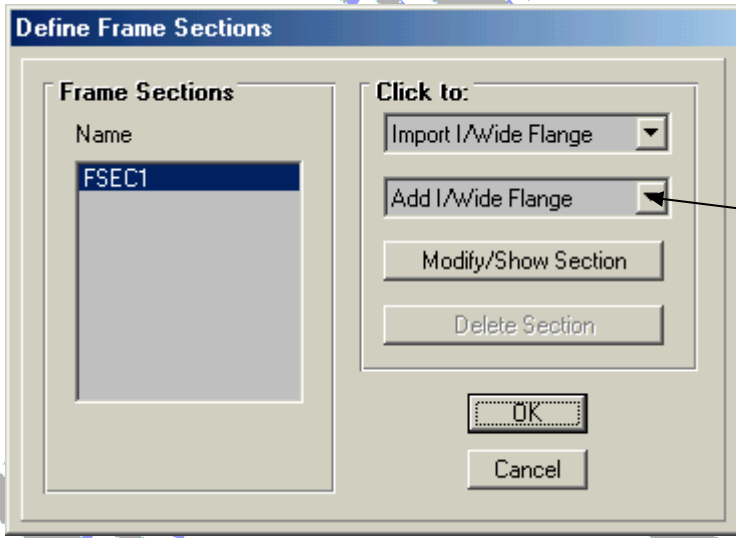 Define Frame Sections
Frame Sections
Name
FSEC1
Click to:
Import I/Wide Flange
Add I/Wide Flange
Modify/Show Section
Delete Section
OK
Cancel